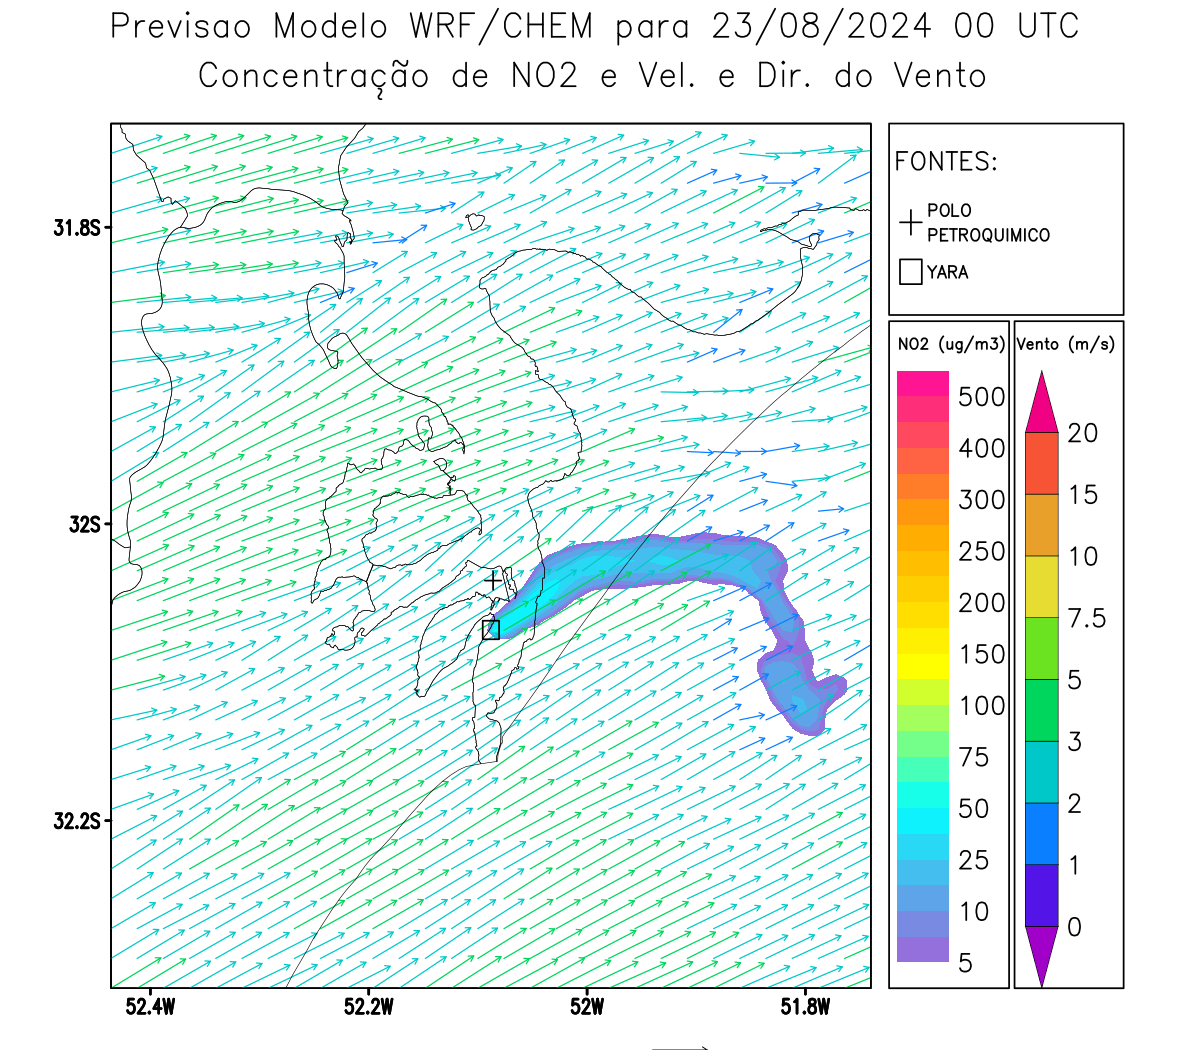 Previsao Modelo WRF/CHEM para 23/08/2024 00 UTC
Concentração de NO2 e Vel. e Dir. do Vento
FONTES:
POLO
PETROQUIMICO
YARA
NO2 (ug/m3)
500
400
300
250
200
150
100
75
50
25
10
5
Vento (m/s)
20
15
10
7.5
5
3
2
1
0
31.8S
32S
32.2S
52.4W
52.2W
52W
51.8W